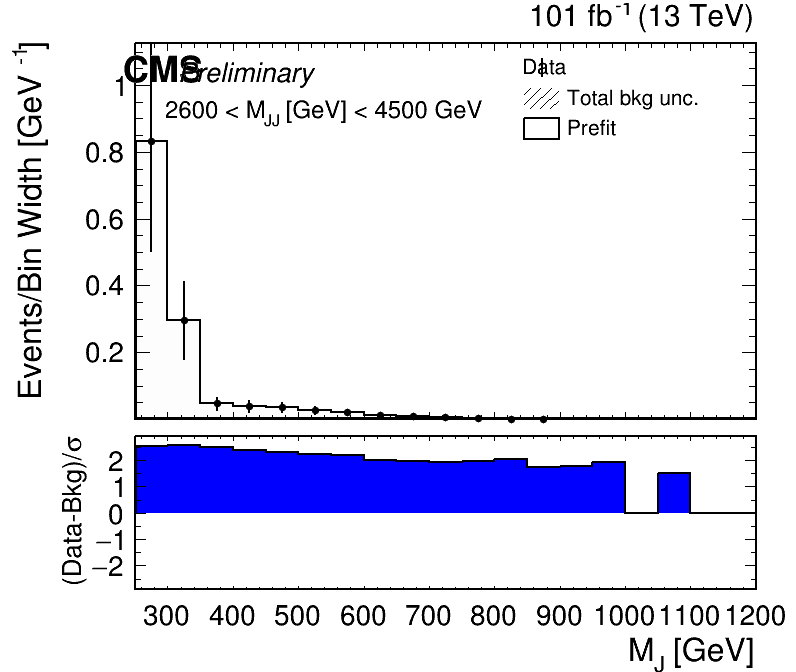 101 fb⁻¹ (13 TeV)
CMS Preliminary
2600 < M_JJ [GeV] < 4500 GeV
Data
Total bkg unc.
Prefit
Events/Bin Width [GeV⁻¹]
1
0.8
0.6
0.4
0.2
(Data-Bkg)/σ
2
1
0
−1
−2
300 400 500 600 700 800 900 1000 1100 1200
M_J [GeV]